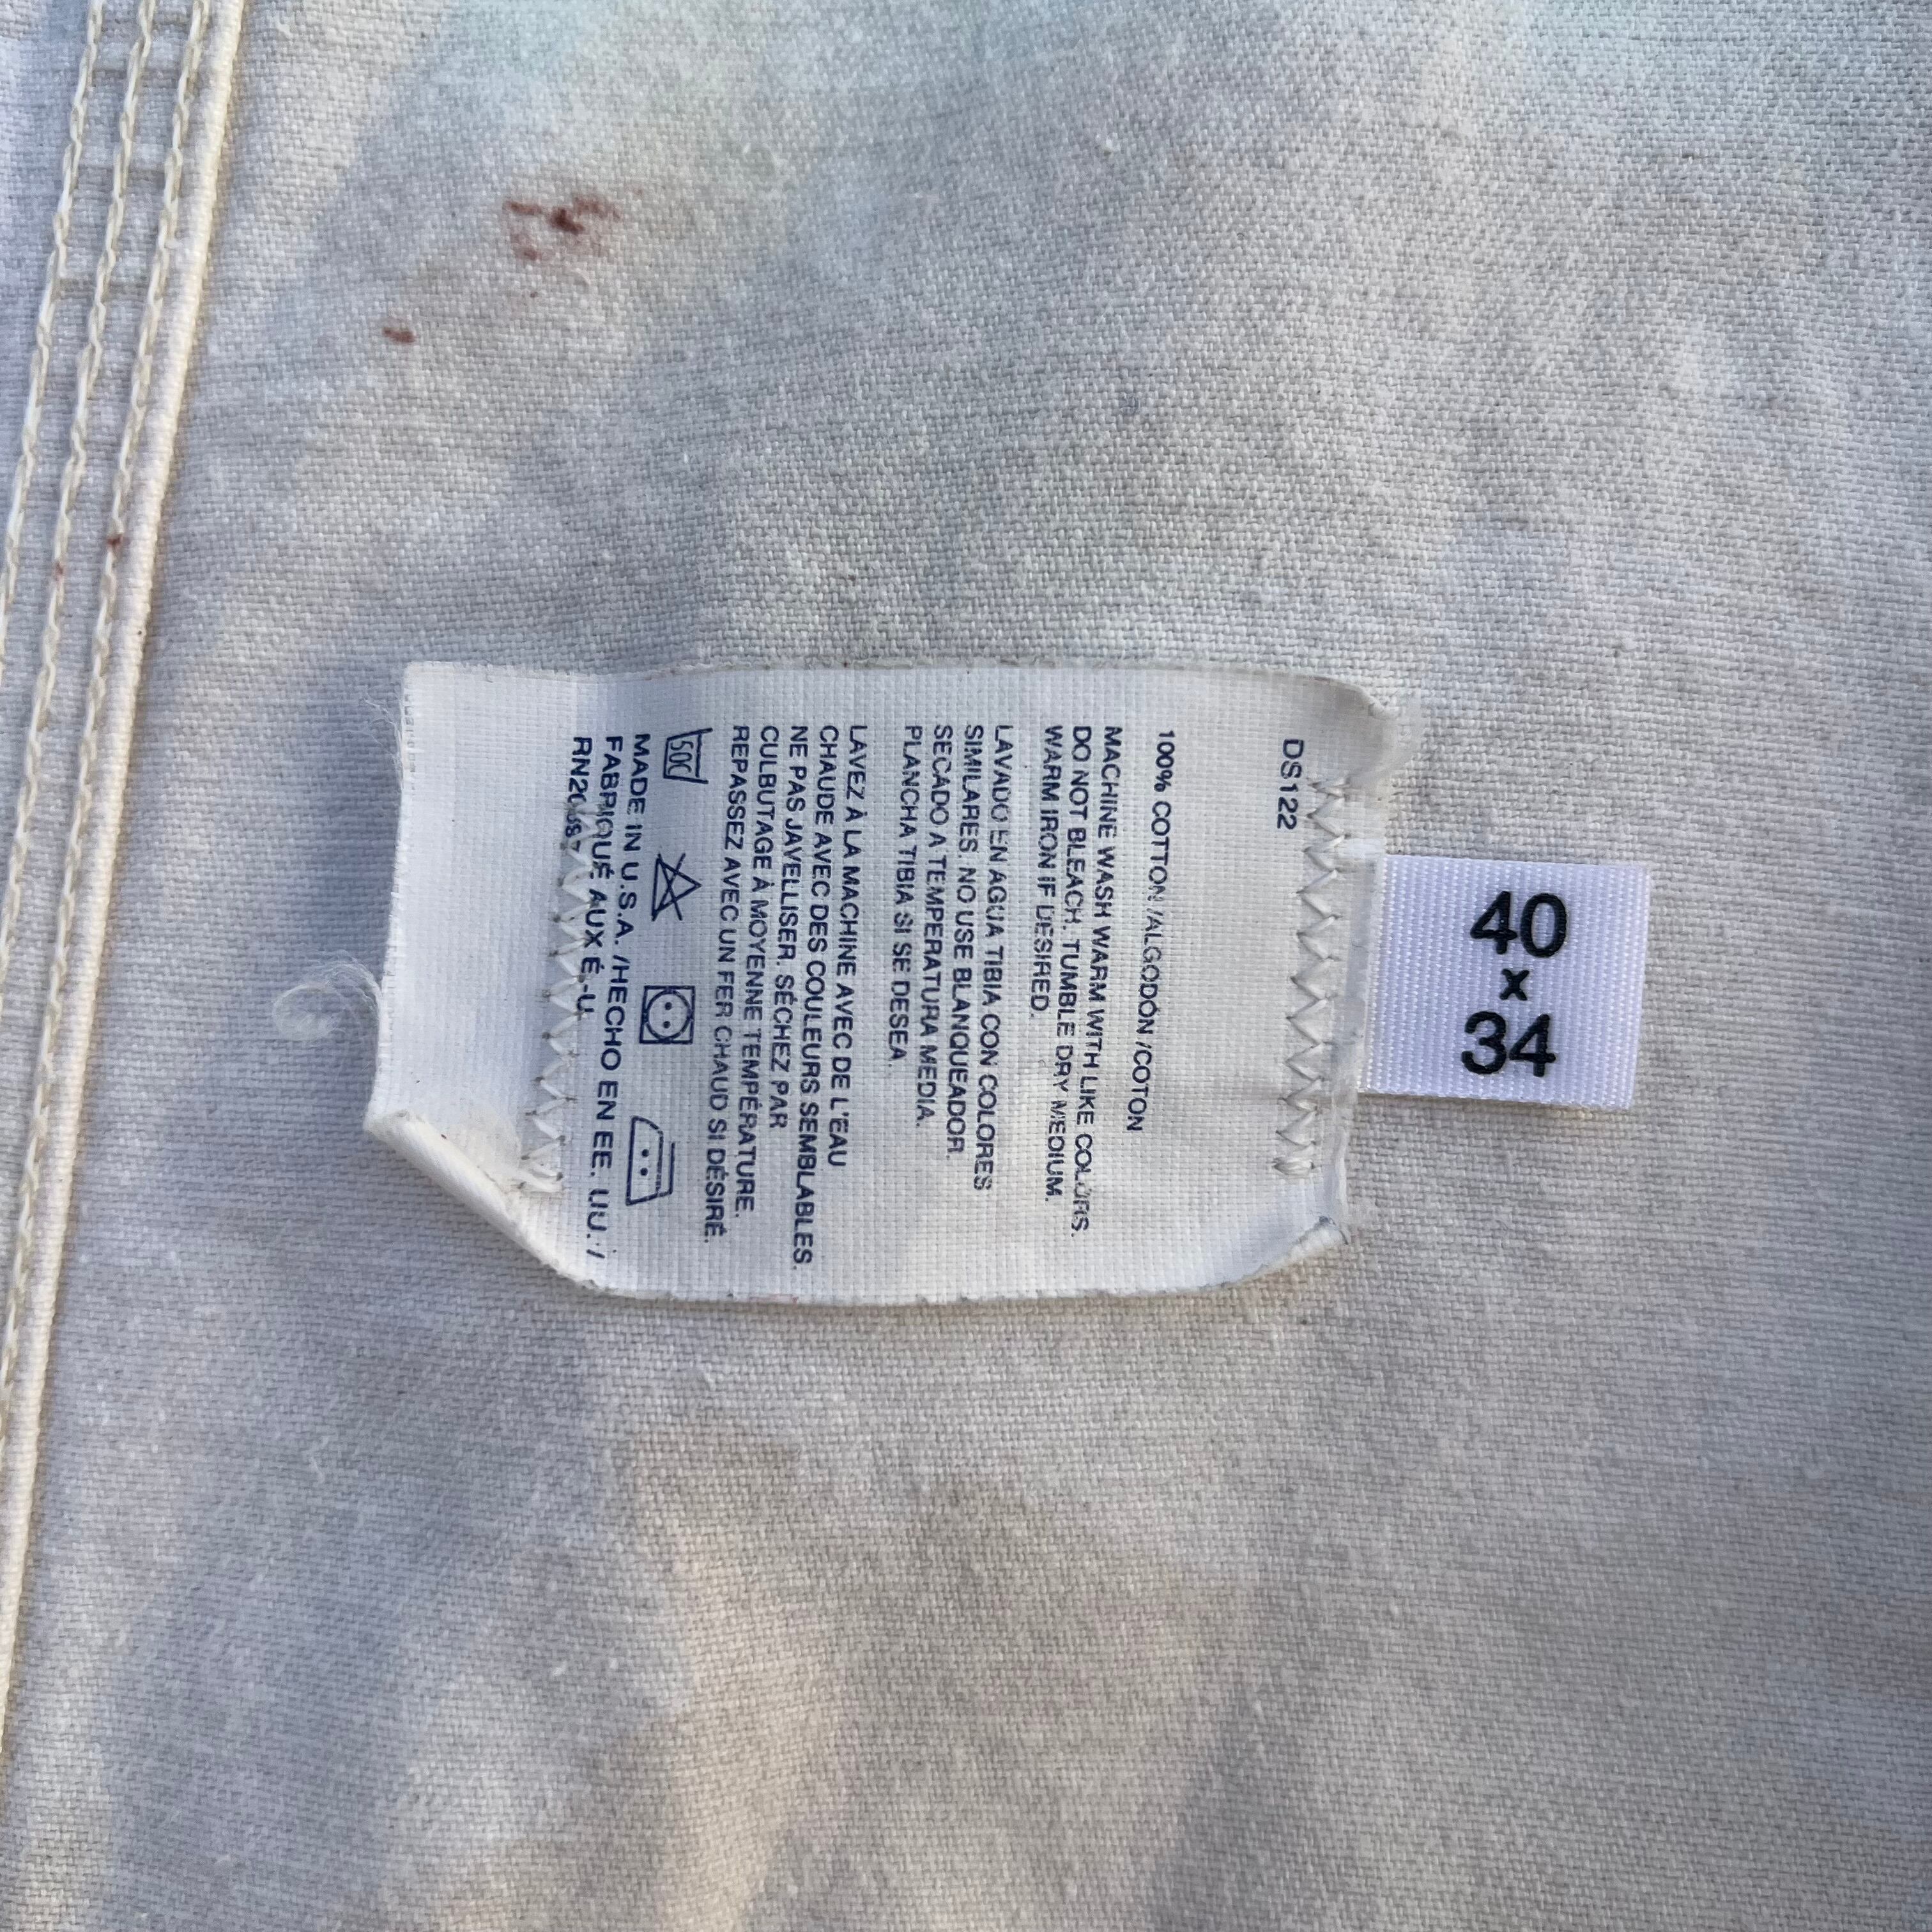 DS122
100% COTTON /ALGODÓN /COTON
MACHINE WASH WARM WITH LIKE COLORS.
DO NOT BLEACH. TUMBLE DRY MEDIUM.
WARM IRON IF DESIRED.
LAVADO EN AGUA TIBIA CON COLORES
SIMILARES. NO USE BLANQUEADOR.
SECADO A TEMPERATURA MEDIA.
PLANCHA TIBIA SI SE DESEA.
LAVEZ À LA MACHINE AVEC DE L'EAU
CHAUDE AVEC DES COULEURS SEMBLABLES.
NE PAS JAVELLISER. SÉCHEZ PAR
CULBUTAGE À MOYENNE TEMPÉRATURE.
REPASSEZ AVEC UN FER CHAUD SI DÉSIRÉ.
50C
MADE IN U.S.A. /HECHO EN EE. UU. /
FABRIQUÉ AUX É.-U.
40
x
34